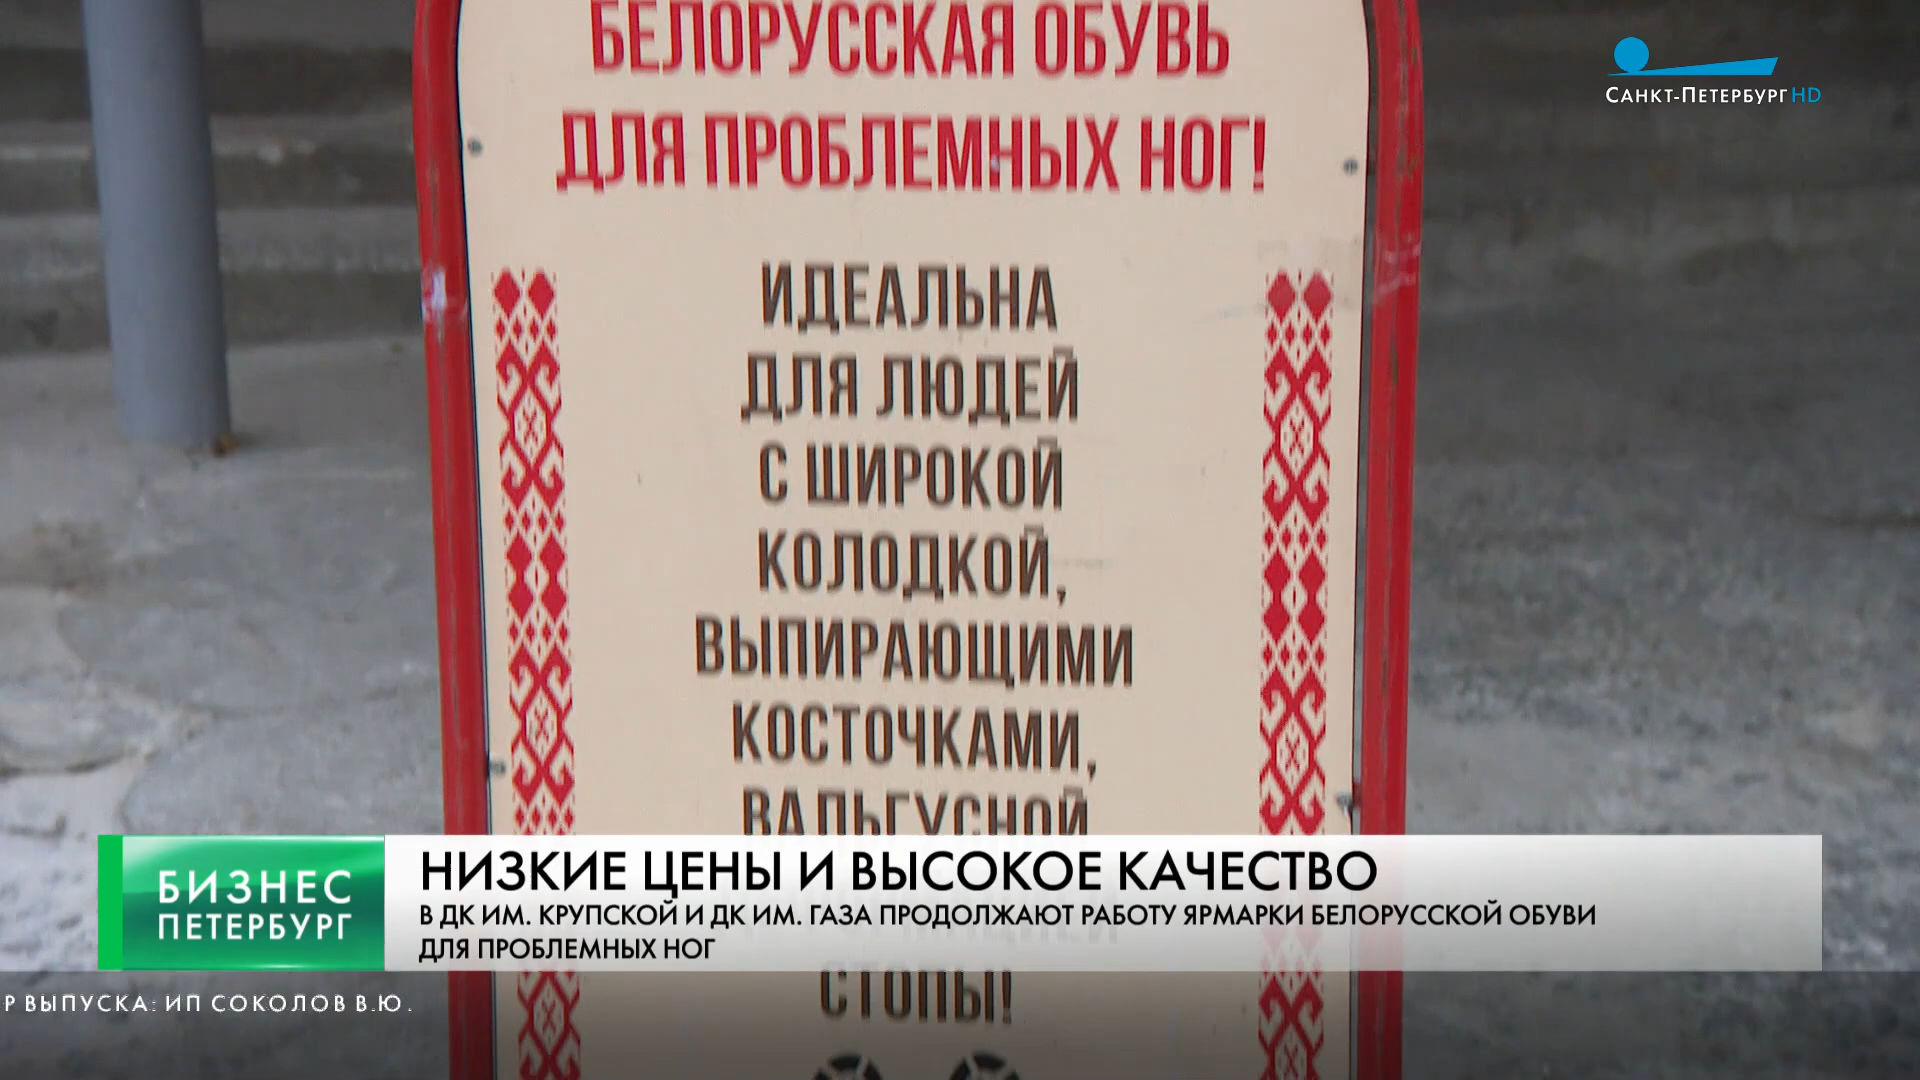 БЕЛОРУССКАЯ ОБУВЬ
ДЛЯ ПРОБЛЕМНЫХ НОГ!
САНКТ-ПЕТЕРБУРГ HD
ИДЕАЛЬНА
ДЛЯ ЛЮДЕЙ
С ШИРОКОЙ
КОЛОДКОЙ,
ВЫПИРАЮЩИМИ
КОСТОЧКАМИ,
ВАЛЬГУСНОЙ
СТОПЫ!
БИЗНЕС
ПЕТЕРБУРГ
НИЗКИЕ ЦЕНЫ И ВЫСОКОЕ КАЧЕСТВО
В ДК ИМ. КРУПСКОЙ И ДК ИМ. ГАЗА ПРОДОЛЖАЮТ РАБОТУ ЯРМАРКИ БЕЛОРУССКОЙ ОБУВИ
ДЛЯ ПРОБЛЕМНЫХ НОГ
Р ВЫПУСКА: ИП СОКОЛОВ В.Ю.